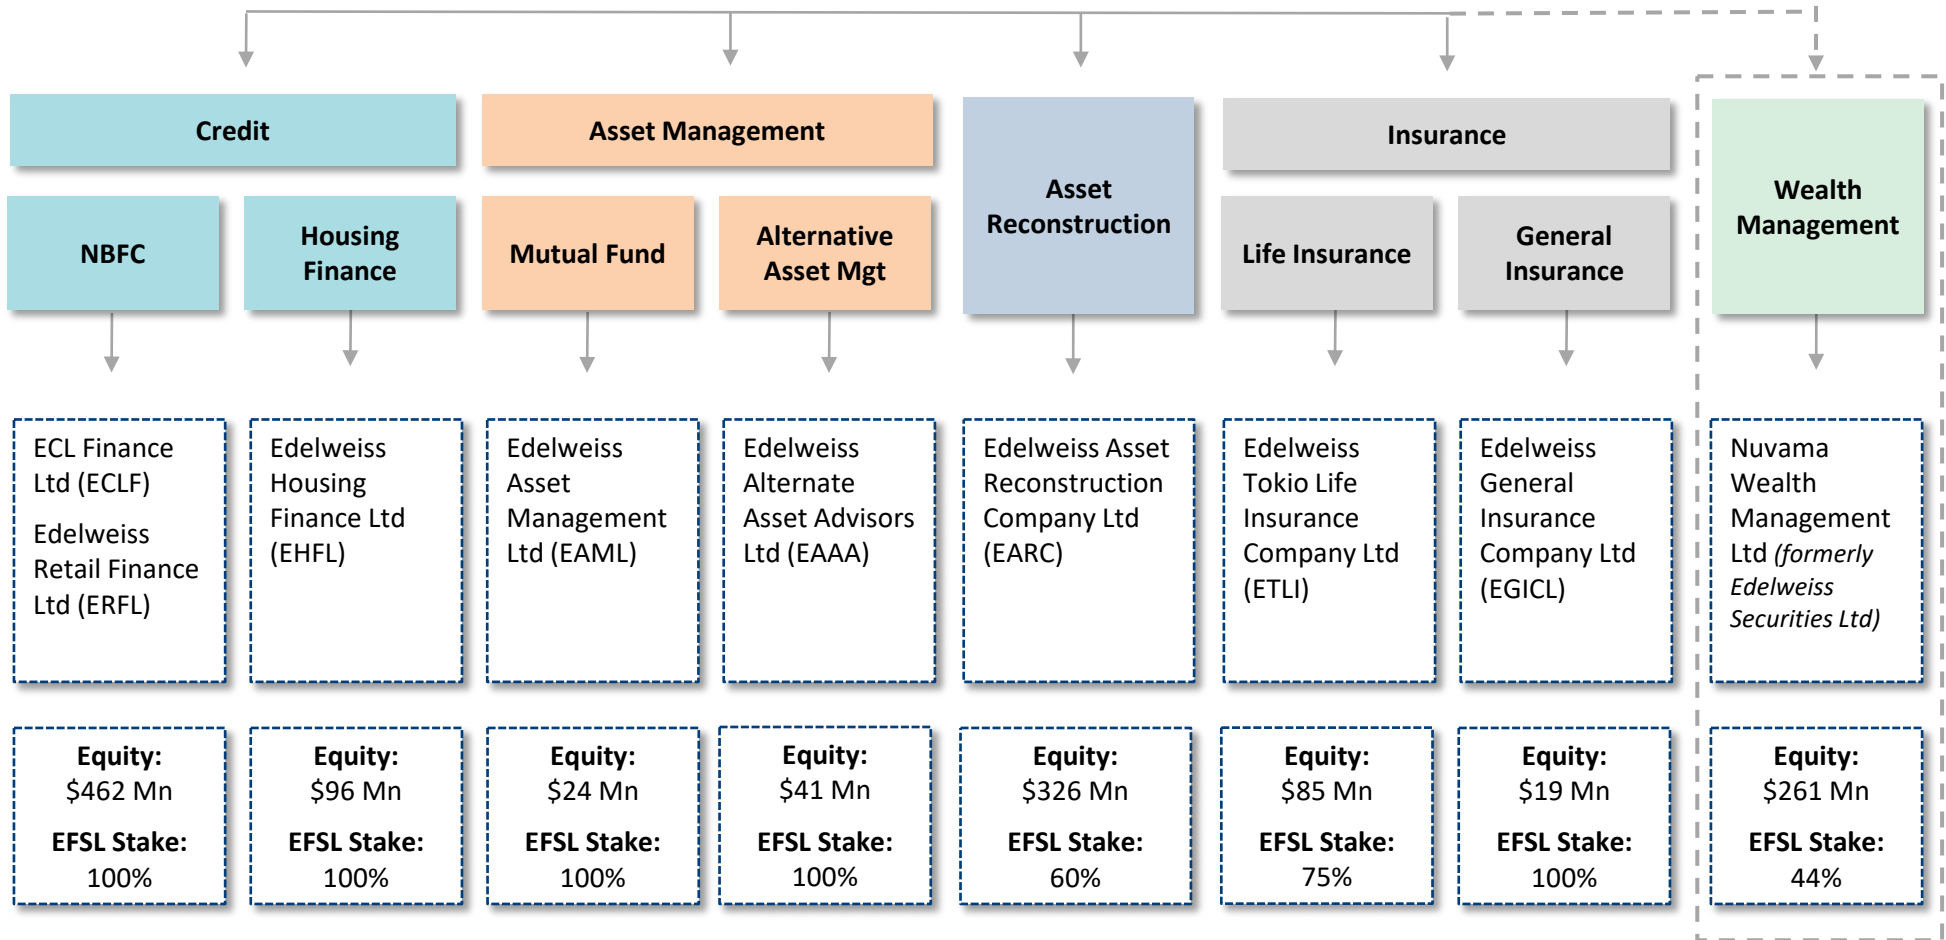 Credit
Asset Management
Asset
Reconstruction
Insurance
Wealth
Management
NBFC
Housing
Finance
Mutual Fund
Alternative
Asset Mgt
Life Insurance
General
Insurance
ECL Finance
Ltd (ECLF)
Edelweiss
Retail Finance
Ltd (ERFL)
Edelweiss
Housing
Finance Ltd
(EHFL)
Edelweiss
Asset
Management
Ltd (EAML)
Edelweiss
Alternate
Asset Advisors
Ltd (EAAA)
Edelweiss Asset
Reconstruction
Company Ltd
(EARC)
Edelweiss
Tokio Life
Insurance
Company Ltd
(ETLI)
Edelweiss
General
Insurance
Company Ltd
(EGICL)
Nuvama
Wealth
Management
Ltd (formerly
Edelweiss
Securities Ltd)
Equity:
$462 Mn
EFSL Stake:
100%
Equity:
$96 Mn
EFSL Stake:
100%
Equity:
$24 Mn
EFSL Stake:
100%
Equity:
$41 Mn
EFSL Stake:
100%
Equity:
$326 Mn
EFSL Stake:
60%
Equity:
$85 Mn
EFSL Stake:
75%
Equity:
$19 Mn
EFSL Stake:
100%
Equity:
$261 Mn
EFSL Stake:
44%